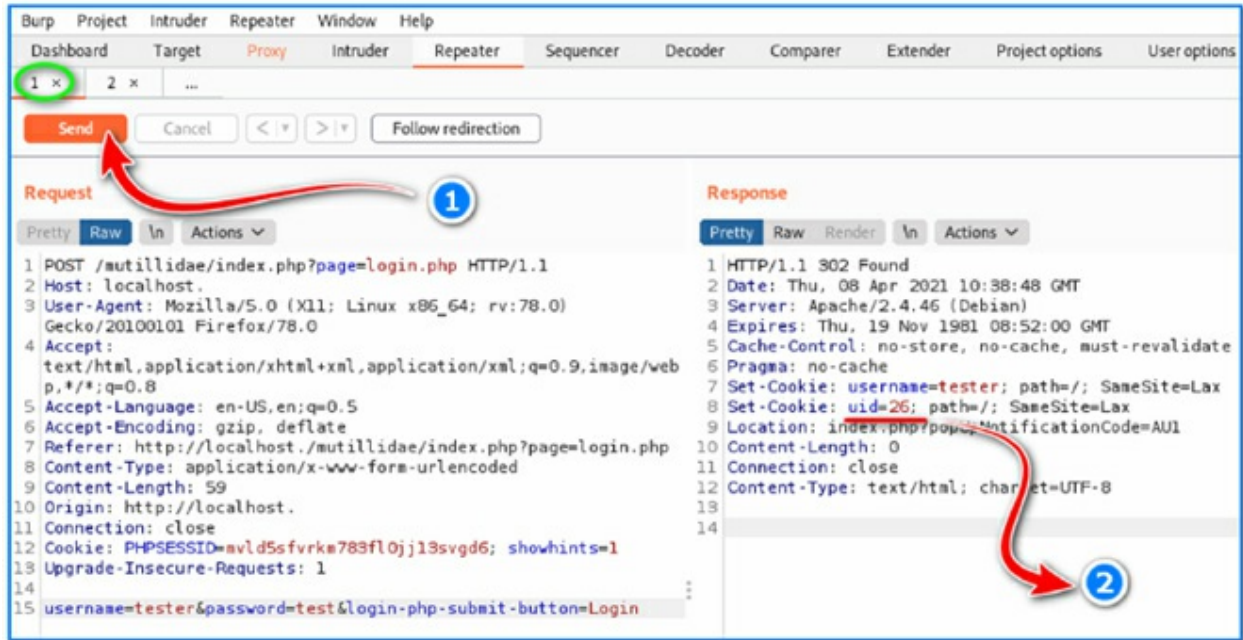 Burp Project Intruder Repeater Window Help
Dashboard Target Proxy Intruder Repeater Sequencer Decoder Comparer Extender Project options User options
1 × 2 × ...
Send Cancel < ▼ > ▼ Follow redirection
1
Request
Pretty Raw \n Actions
1 POST /mutillidae/index.php?page=login.php HTTP/1.1
2 Host: localhost.
3 User-Agent: Mozilla/5.0 (X11; Linux x86_64; rv:78.0)
Gecko/20100101 Firefox/78.0
4 Accept:
text/html,application/xhtml+xml,application/xml;q=0.9,image/web
p,*/*;q=0.8
5 Accept-Language: en-US,en;q=0.5
6 Accept-Encoding: gzip, deflate
7 Referer: http://localhost./mutillidae/index.php?page=login.php
8 Content-Type: application/x-www-form-urlencoded
9 Content-Length: 59
10 Origin: http://localhost.
11 Connection: close
12 Cookie: PHPSESSID=mvld5sfvrkm783fl0jj13svgd6; showhints=1
13 Upgrade-Insecure-Requests: 1
14
15 username=tester&password=test&login-php-submit-button=Login
Response
Pretty Raw Render \n Actions
1 HTTP/1.1 302 Found
2 Date: Thu, 08 Apr 2021 10:38:48 GMT
3 Server: Apache/2.4.46 (Debian)
4 Expires: Thu, 19 Nov 1981 08:52:00 GMT
5 Cache-Control: no-store, no-cache, must-revalidate
6 Pragma: no-cache
7 Set-Cookie: username=tester; path=/; SameSite=Lax
8 Set-Cookie: uid=26; path=/; SameSite=Lax
9 Location: index.php?popUpNotificationCode=AU1
10 Content-Length: 0
11 Connection: close
12 Content-Type: text/html; charset=UTF-8
13
14
2